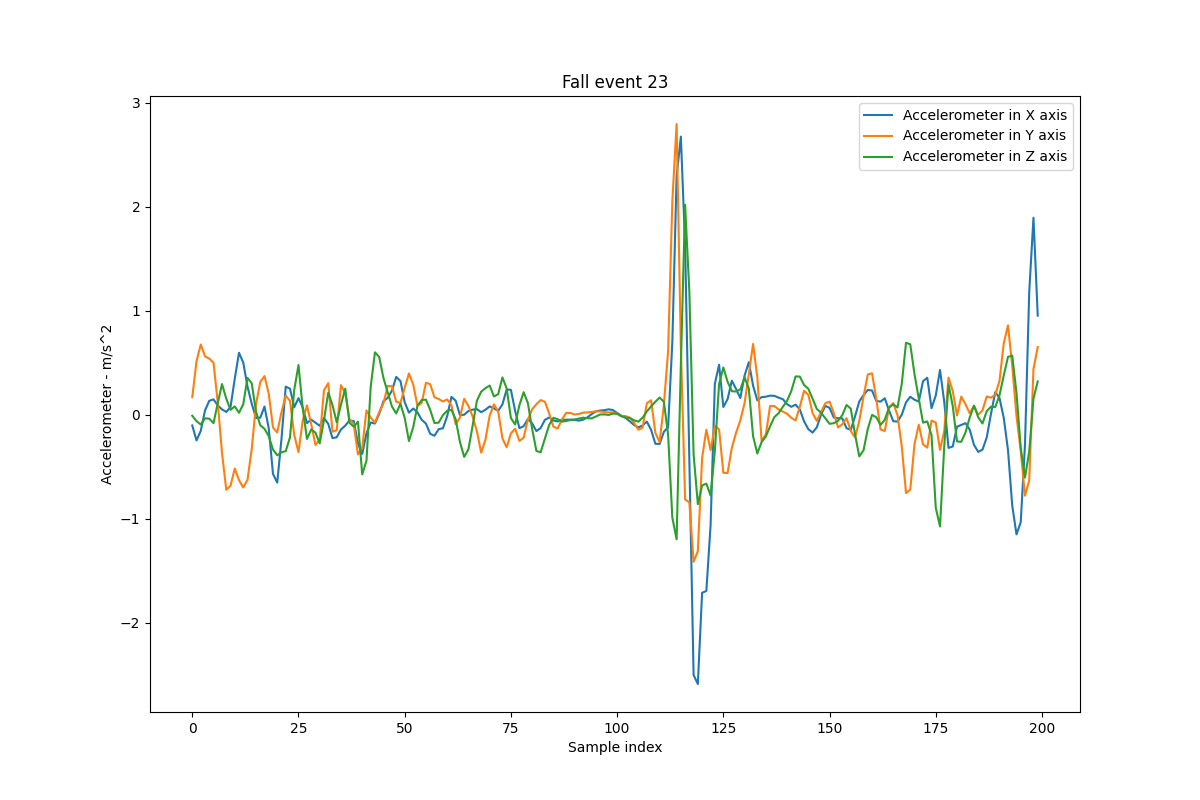 Fall event 23
Accelerometer in X axis
Accelerometer in Y axis
Accelerometer in Z axis
3
2
1
0
−1
−2
Accelerometer - m/s^2
0 25 50 75 100 125 150 175 200
Sample index